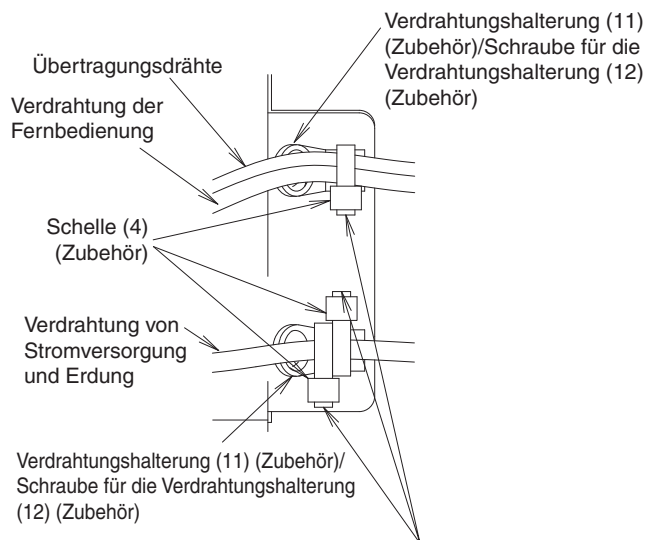 Verdrahtungshalterung (11)
(Zubehör)/Schraube für die
Verdrahtungshalterung (12)
(Zubehör)
Übertragungsdrähte
Verdrahtung der
Fernbedienung
Schelle (4)
(Zubehör)
Verdrahtung von
Stromversorgung
und Erdung
Verdrahtungshalterung (11) (Zubehör)/
Schraube für die Verdrahtungshalterung
(12) (Zubehör)